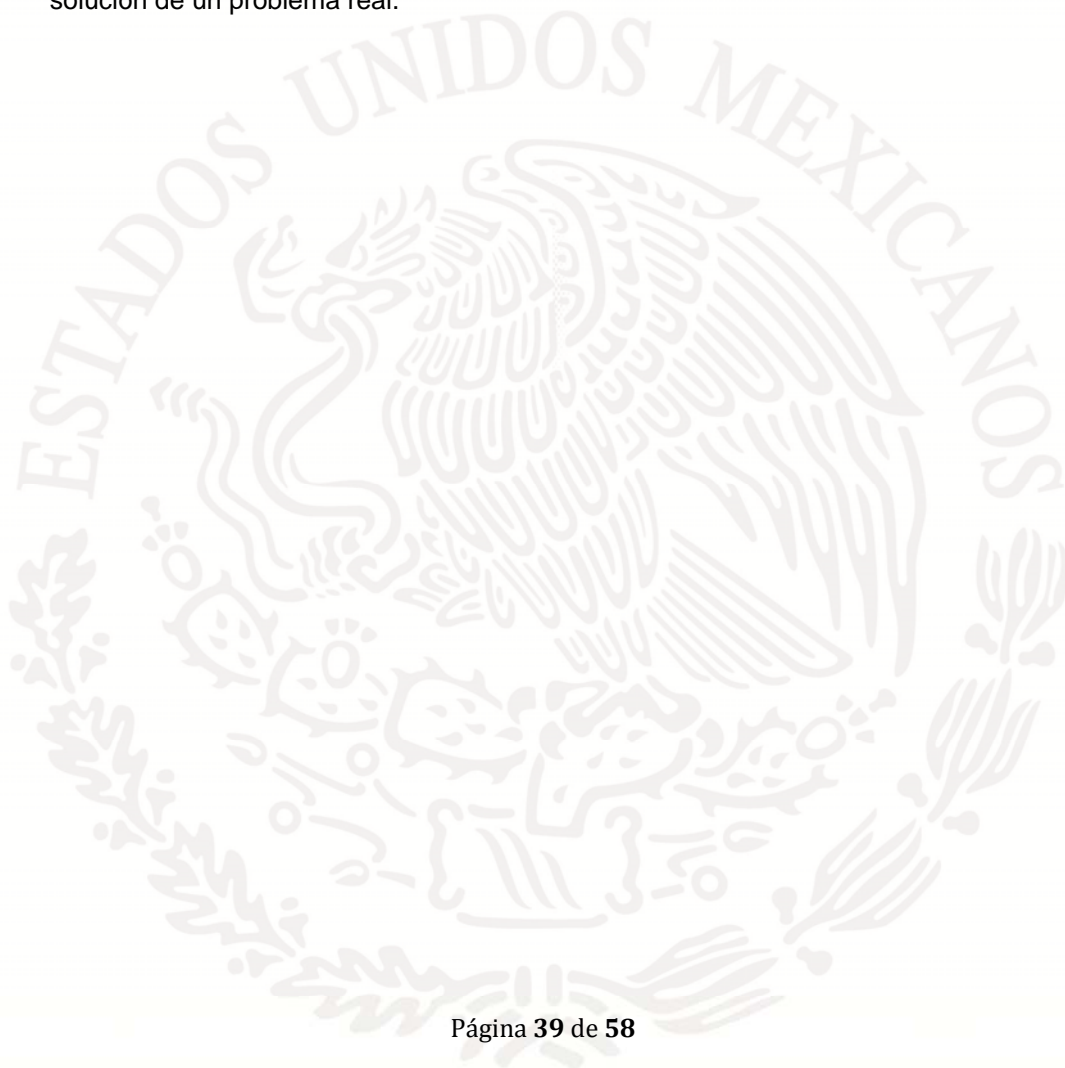 solución de un problema real.
ESTADOS UNIDOS MEXICANOS
Página 39 de 58